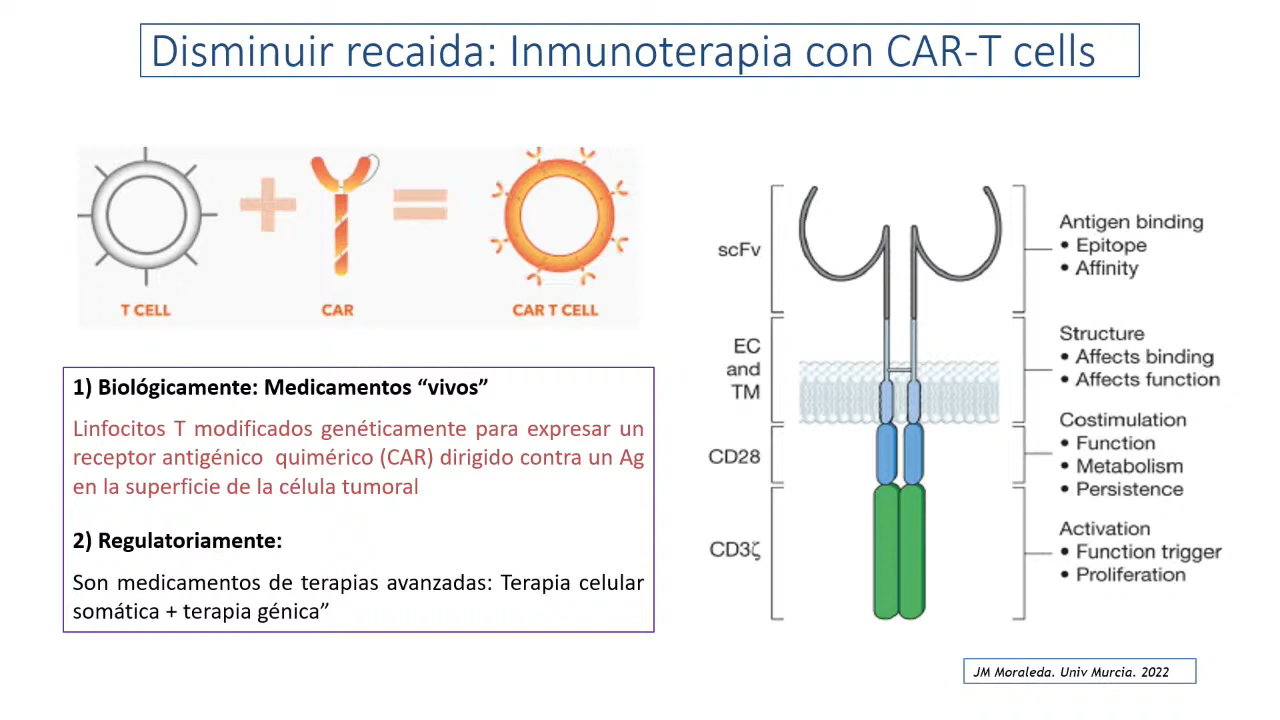 Disminuir recaida: Inmunoterapia con CAR-T cells
T CELL
CAR
CAR T CELL
1) Biológicamente: Medicamentos “vivos”
Linfocitos T modificados genéticamente para expresar un
receptor antigénico quimérico (CAR) dirigido contra un Ag
en la superficie de la célula tumoral
2) Regulatoriamente:
Son medicamentos de terapias avanzadas: Terapia celular
somática + terapia génica”
scFv
EC
and
TM
CD28
CD3ζ
Antigen binding
• Epitope
• Affinity
Structure
• Affects binding
• Affects function
Costimulation
• Function
• Metabolism
• Persistence
Activation
• Function trigger
• Proliferation
JM Moraleda. Univ Murcia. 2022